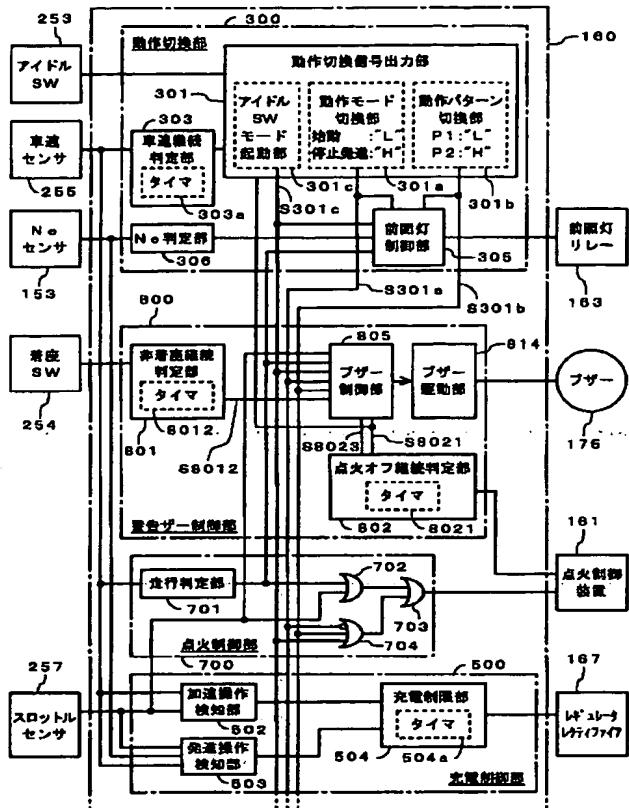 300
253
アイドル
SW
160
動作切換部
動作切換信号出力部
301
アイドル
SW
モード
起動部
動作モード
切換部
始動 :"L"
停止発進:"H"
動作パターン
切換部
P1:"L"
P2:"H"
車速
センサ
255
303
車速継続
判定部
タイマ
303a
301c
S301c
301a
301b
Ne
センサ
153
Ne判定部
306
前照灯
制御部
305
前照灯
リレー
163
S301a
S301b
800
着座
SW
254
非着座継続
判定部
タイマ
801
8012
S8012
805
ブザー
制御部
814
ブザー
駆動部
ブザー
176
S8023
S8021
点火オフ継続判定部
タイマ
802
8021
警告ザー制御部
161
点火制御
装置
走行判定部
701
702
703
704
点火制御部
700
500
257
スロットル
センサ
加速操作
検知部
502
発進操作
検知部
503
充電制限部
タイマ
504
504a
充電制御部
167
レギュレータ
レクティファイア